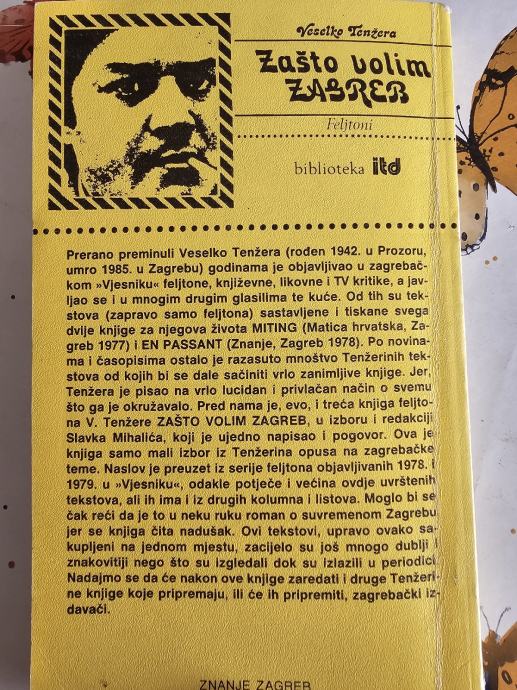 Veselko Tenžera
Zašto volim
ZAGREB
Feljtoni
biblioteka itd
Prerano preminuli Veselko Tenžera (rođen 1942. u Prozoru,
umro 1985. u Zagrebu) godinama je objavljivao u zagrebač-
kom »Vjesniku« feljtone, književne, likovne i TV kritike, a jav-
ljao se i u mnogim drugim glasilima te kuće. Od tih su tek-
stova (zapravo samo feljtona) sastavljene i tiskane svega
dvije knjige za njegova života MITING (Matica hrvatska, Za-
greb 1977) i EN PASSANT (Znanje, Zagreb 1978). Po novina-
ma i časopisima ostalo je razasuto mnoštvo Tenžerinih tek-
stova od kojih bi se dale sačiniti vrlo zanimljive knjige. Jer,
Tenžera je pisao na vrlo lucidan i privlačan način o svemu
što ga je okruživalo. Pred nama je, evo, i treća knjiga feljto-
na V. Tenžere ZAŠTO VOLIM ZAGREB, u izboru i redakciji
Slavka Mihalića, koji je ujedno napisao i pogovor. Ova je
knjiga samo mali izbor iz Tenžerina opusa na zagrebačke
teme. Naslov je preuzet iz serije feljtona objavljivanih 1978. i
1979. u »Vjesniku«, odakle potječe i većina ovdje uvrštenih
tekstova, ali ih ima i iz drugih kolumna i listova. Moglo bi se
čak reći da je to u neku ruku roman o suvremenom Zagrebu
jer se knjiga čita nadušak. Ovi tekstovi, upravo ovako sa-
kupljeni na jednom mjestu, zacijelo su još mnogo dublji i
znakovitiji nego što su izgledali dok su izlazili u periodici.
Nadajmo se da će nakon ove knjige zaredati i druge Tenžeri-
ne knjige koje pripremaju, ili će ih pripremiti, zagrebački iz-
davači.
ZNANJE ZAGREB